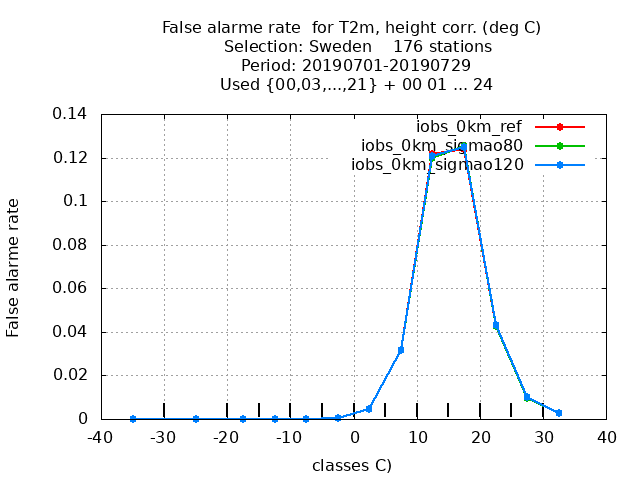 False alarme rate  for T2m, height corr. (deg C)
Selection: Sweden    176 stations
Period: 20190701-20190729
Used {00,03,...,21} + 00 01 ... 24
False alarme rate
0.14
0.12
0.1
0.08
0.06
0.04
0.02
0
iobs_0km_ref
iobs_0km_sigmao80
iobs_0km_sigmao120
-40 -30 -20 -10 0 10 20 30 40
classes C)